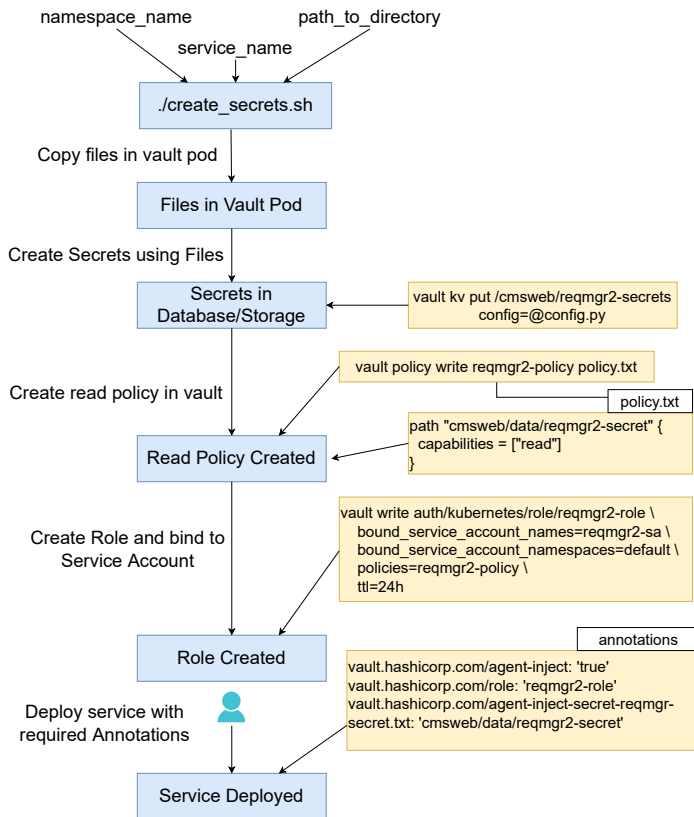 namespace_name
path_to_directory
service_name
./create_secrets.sh
Copy files in vault pod
Files in Vault Pod
Create Secrets using Files
Secrets in
Database/Storage
vault kv put /cmsweb/reqmgr2-secrets
config=@config.py
vault policy write reqmgr2-policy policy.txt
Create read policy in vault
policy.txt
path "cmsweb/data/reqmgr2-secret" {
capabilities = ["read"]
}
Read Policy Created
vault write auth/kubernetes/role/reqmgr2-role \
bound_service_account_names=reqmgr2-sa \
bound_service_account_namespaces=default \
policies=reqmgr2-policy \
ttl=24h
Create Role and bind to
Service Account
Role Created
annotations
vault.hashicorp.com/agent-inject: 'true'
vault.hashicorp.com/role: 'reqmgr2-role'
vault.hashicorp.com/agent-inject-secret-reqmgr-
secret.txt: 'cmsweb/data/reqmgr2-secret'
Deploy service with
required Annotations
Service Deployed